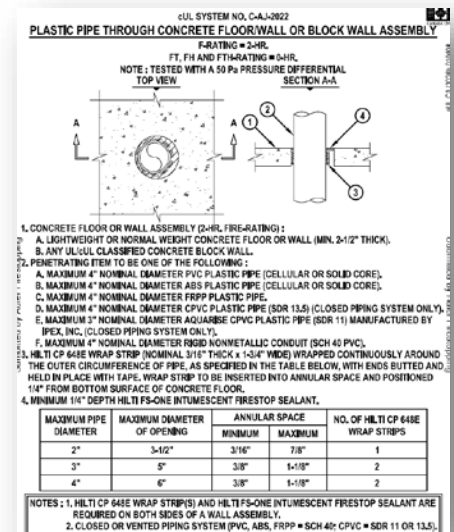 cUL SYSTEM NO. C-AJ-2022
PLASTIC PIPE THROUGH CONCRETE FLOOR/WALL OR BLOCK WALL ASSEMBLY
F-RATING = 2-HR.
FT, FH AND FTH-RATING = 0-HR.
NOTE : TESTED WITH A 50 Pa PRESSURE DIFFERENTIAL
TOP VIEW SECTION A-A
A A
1 2 3 4
1. CONCRETE FLOOR OR WALL ASSEMBLY (2-HR. FIRE-RATING) :
A. LIGHTWEIGHT OR NORMAL WEIGHT CONCRETE FLOOR OR WALL (MIN. 2-1/2" THICK).
B. ANY UL/cUL CLASSIFIED CONCRETE BLOCK WALL.
2. PENETRATING ITEM TO BE ONE OF THE FOLLOWING :
A. MAXIMUM 4" NOMINAL DIAMETER PVC PLASTIC PIPE (CELLULAR OR SOLID CORE).
B. MAXIMUM 4" NOMINAL DIAMETER ABS PLASTIC PIPE (CELLULAR OR SOLID CORE).
C. MAXIMUM 4" NOMINAL DIAMETER FRPP PLASTIC PIPE.
D. MAXIMUM 4" NOMINAL DIAMETER CPVC PLASTIC PIPE (SDR 13.5) (CLOSED PIPING SYSTEM ONLY).
E. MAXIMUM 3" NOMINAL DIAMETER AQUARISE CPVC PLASTIC PIPE (SDR 11) MANUFACTURED BY
IPEX, INC. (CLOSED PIPING SYSTEM ONLY).
F. MAXIMUM 4" NOMINAL DIAMETER RIGID NONMETALLIC CONDUIT (SCH 40 PVC).
3. HILTI CP 648E WRAP STRIP (NOMINAL 3/16" THICK x 1-3/4" WIDE) WRAPPED CONTINUOUSLY AROUND
THE OUTER CIRCUMFERENCE OF PIPE, AS SPECIFIED IN THE TABLE BELOW, WITH ENDS BUTTED AND
HELD IN PLACE WITH TAPE. WRAP STRIP TO BE INSERTED INTO ANNULAR SPACE AND POSITIONED
1/4" FROM BOTTOM SURFACE OF CONCRETE FLOOR.
4. MINIMUM 1/4" DEPTH HILTI FS-ONE INTUMESCENT FIRESTOP SEALANT.
MAXIMUM PIPE DIAMETER MAXIMUM DIAMETER OF OPENING ANNULAR SPACE NO. OF HILTI CP 648E WRAP STRIPS
MINIMUM MAXIMUM
2" 3-1/2" 3/16" 7/8" 1
3" 5" 3/8" 1-1/8" 2
4" 6" 3/8" 1-1/8" 2
NOTES : 1. HILTI CP 648E WRAP STRIP(S) AND HILTI FS-ONE INTUMESCENT FIRESTOP SEALANT ARE
REQUIRED ON BOTH SIDES OF A WALL ASSEMBLY.
2. CLOSED OR VENTED PIPING SYSTEM (PVC, ABS, FRPP = SCH 40; CPVC = SDR 11 OR 13.5).